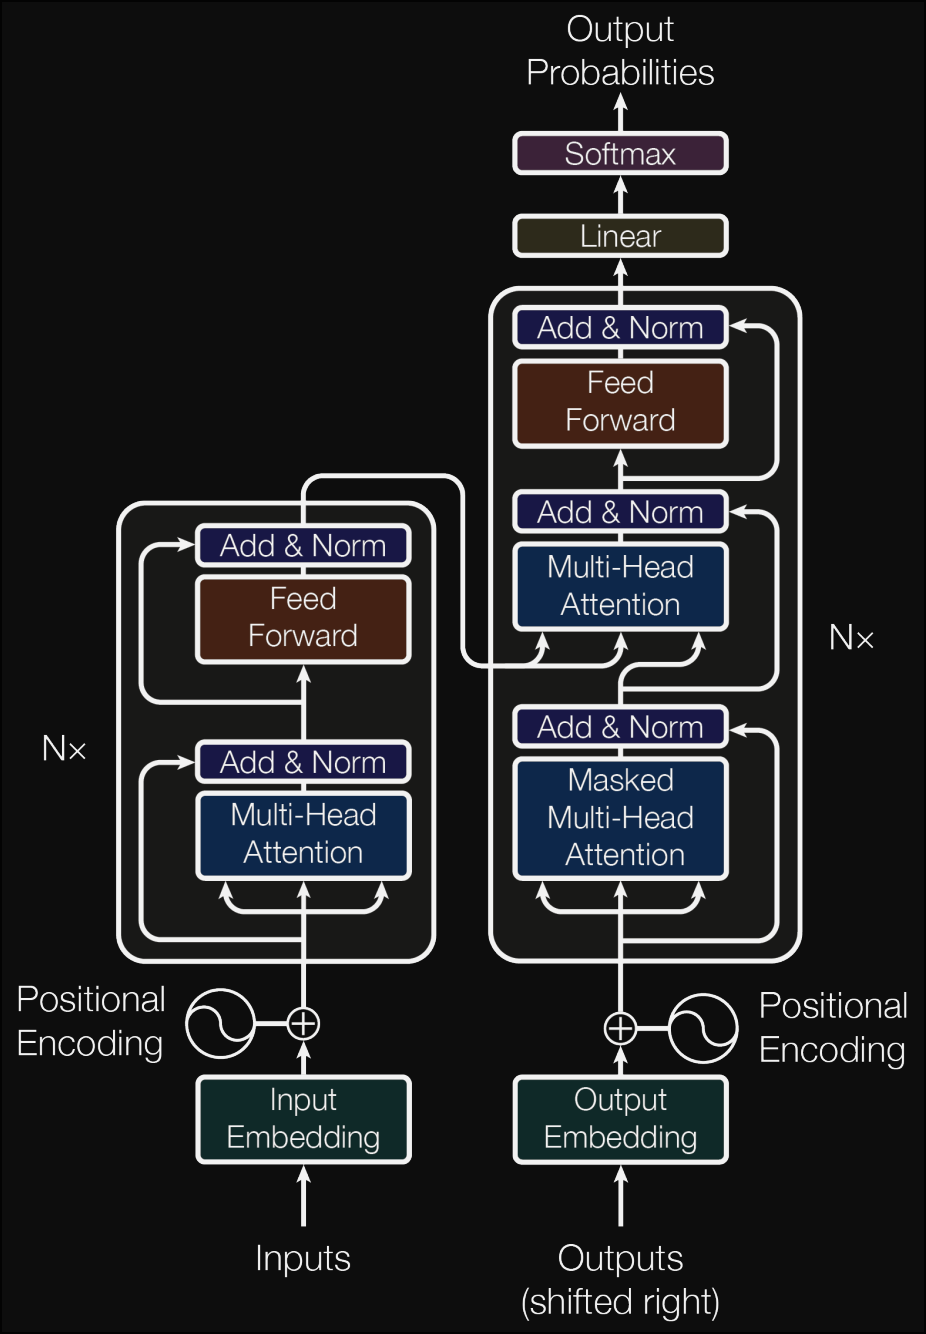 Output
Probabilities
Softmax
Linear
Add & Norm
Feed
Forward
Add & Norm
Multi-Head
Attention
Add & Norm
Masked
Multi-Head
Attention
N×
Add & Norm
Feed
Forward
Add & Norm
Multi-Head
Attention
N×
Positional
Encoding
Positional
Encoding
Input
Embedding
Output
Embedding
Inputs
Outputs
(shifted right)